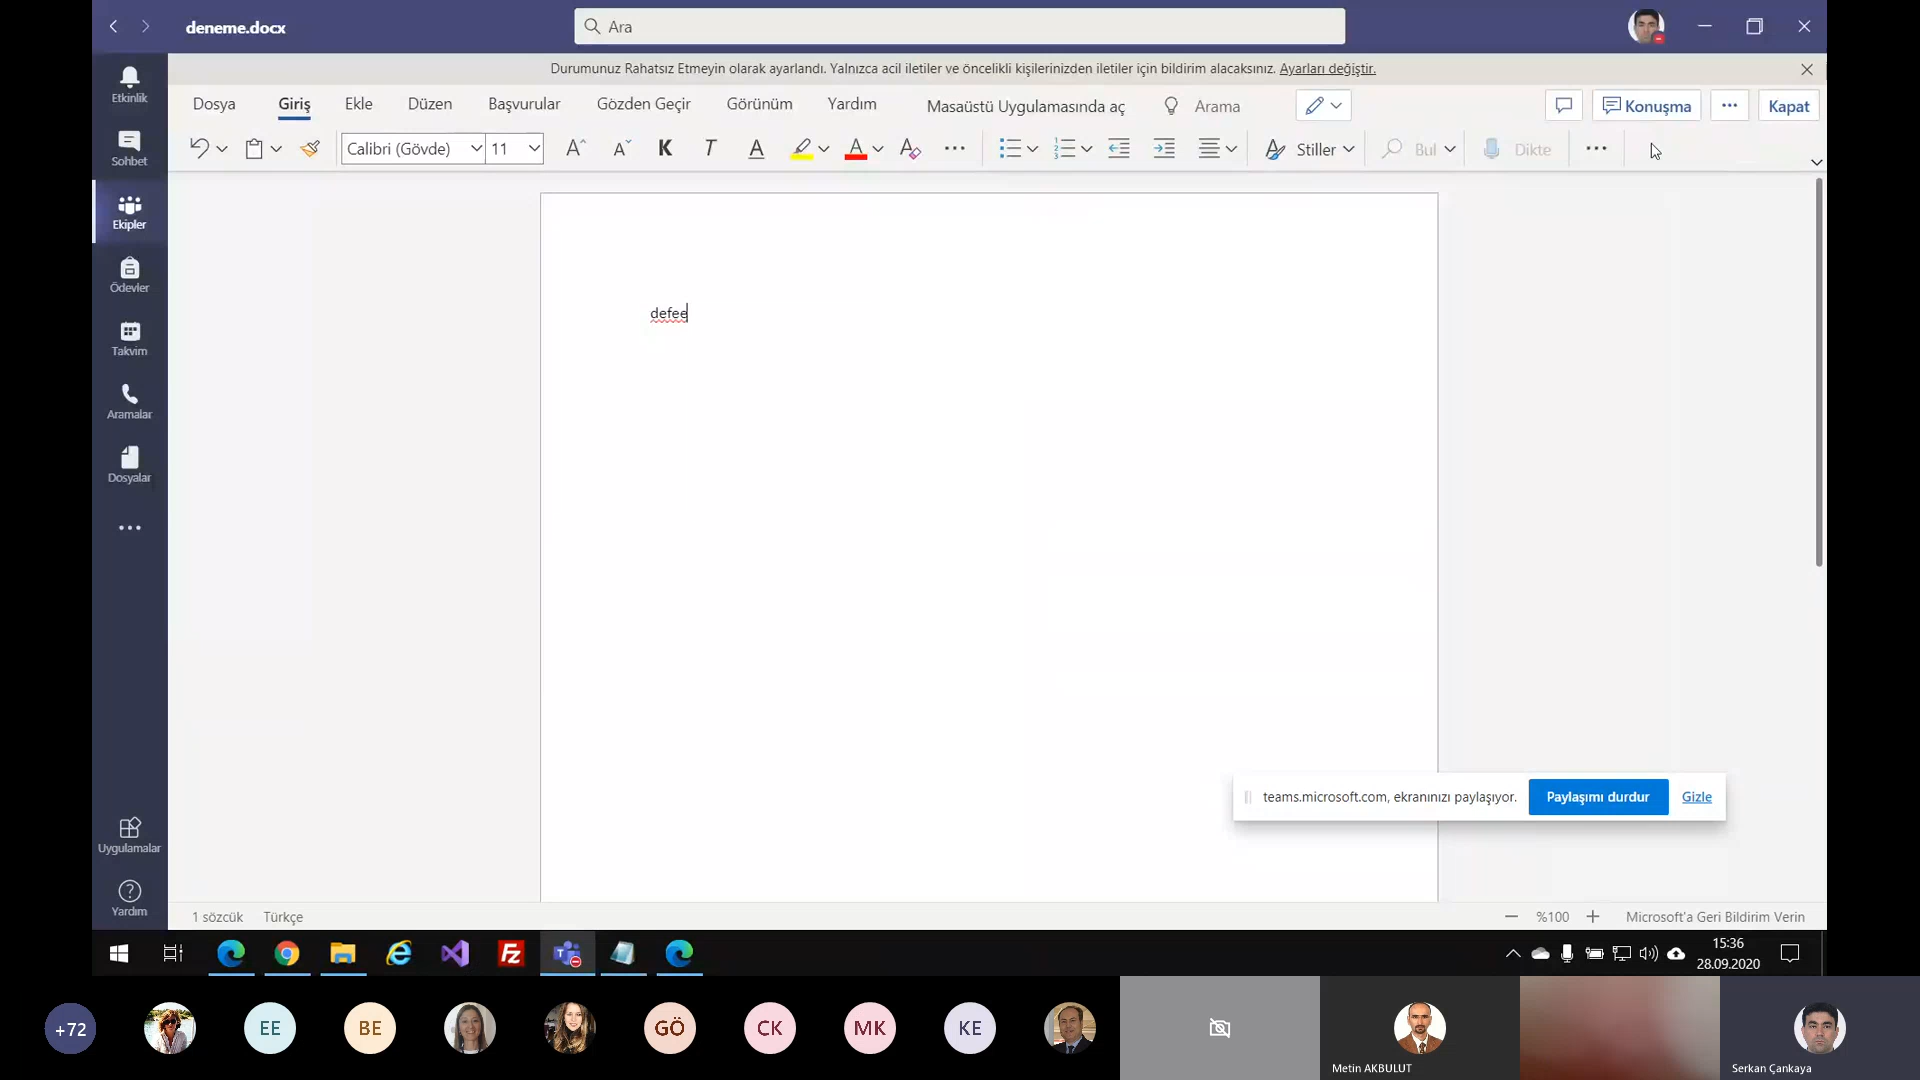 deneme.docx
Ara
Durumunuz Rahatsız Etmeyin olarak ayarlandı. Yalnızca acil iletiler ve öncelikli kişilerinizden iletiler için bildirim alacaksınız. Ayarları değiştir.
Etkinlik
Sohbet
Ekipler
Ödevler
Takvim
Aramalar
Dosyalar
Uygulamalar
Yardım
Dosya Giriş Ekle Düzen Başvurular Gözden Geçir Görünüm Yardım Masaüstü Uygulamasında aç Arama Konuşma Kapat
Calibri (Gövde) 11 A A K T A A A Stiller Bul Dikte
defee
teams.microsoft.com, ekranınızı paylaşıyor. Paylaşımı durdur Gizle
1 sözcük Türkçe %100 Microsoft'a Geri Bildirim Verin
15:36
28.09.2020
+72 EE BE GÖ CK MK KE
Metin AKBULUT
Serkan Çankaya